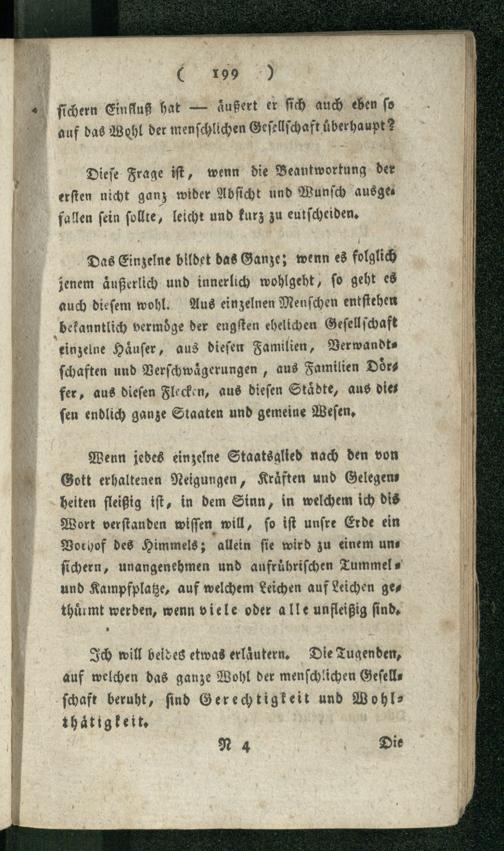 ( 199 )
sichern Einfluß hat — äußert er sich auch eben so
auf das Wohl der menschlichen Gesellschaft überhaupt?
Diese Frage ist, wenn die Beantwortung der
ersten nicht ganz wider Absicht und Wunsch ausge-
fallen sein sollte, leicht und kurz zu entscheiden.
Das Einzelne bildet das Ganze; wenn es folglich
jenem äußerlich und innerlich wohlgeht, so geht es
auch diesem wohl. Aus einzelnen Menschen entstehen
bekanntlich vermöge der engsten ehelichen Gesellschaft
einzelne Häuser, aus diesen Familien, Verwandt-
schaften und Verschwägerungen, aus Familien Dör-
fer, aus diesen Flecken, aus diesen Städte, aus die-
sen endlich ganze Staaten und gemeine Wesen.
Wenn jedes einzelne Staatsglied nach den von
Gott erhaltenen Neigungen, Kräften und Gelegen-
heiten fleißig ist, in dem Sinn, in welchem ich dis
Wort verstanden wissen will, so ist unsre Erde ein
Vorhof des Himmels; allein sie wird zu einem un-
sichern, unangenehmen und aufrührischen Tummel-
und Kampfplatze, auf welchem Leichen auf Leichen ge-
thürmt werden, wenn viele oder alle unfleißig sind.
Ich will beides etwas erläutern. Die Tugenden,
auf welchen das ganze Wohl der menschlichen Gesell-
schaft beruht, sind Gerechtigkeit und Wohl-
thätigkeit.
N 4 Die